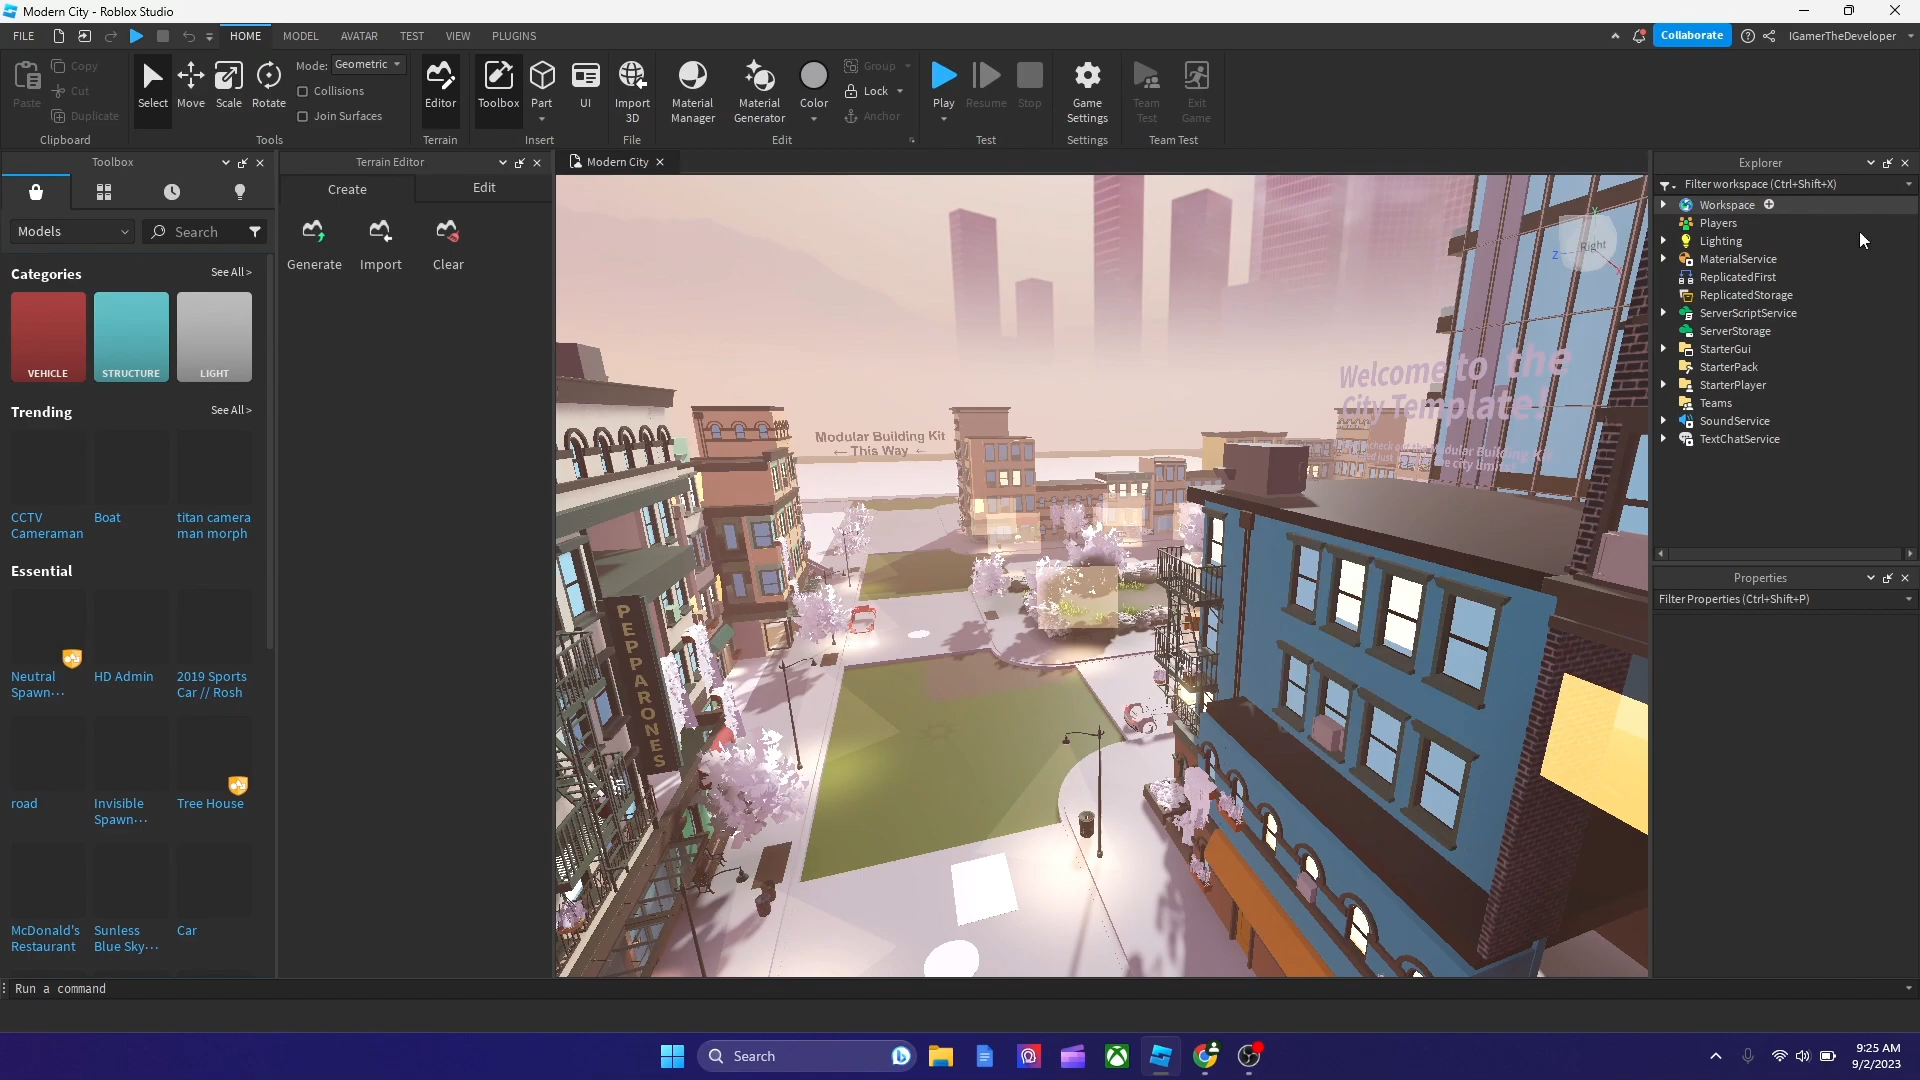 Modern City - Roblox Studio
FILE
HOME
MODEL
AVATAR
TEST
VIEW
PLUGINS
Collaborate
IGamerTheDeveloper
Paste
Copy
Cut
Duplicate
Clipboard
Select
Move
Scale
Rotate
Mode: Geometric
Collisions
Join Surfaces
Tools
Editor
Terrain
Toolbox
Part
UI
Insert
Import 3D
File
Material Manager
Material Generator
Color
Group
Lock
Anchor
Edit
Play
Resume
Stop
Test
Game Settings
Settings
Team Test
Exit Game
Team Test
Toolbox
Models
Search
Categories
See All >
VEHICLE
STRUCTURE
LIGHT
Trending
See All >
CCTV Cameraman
Boat
titan camera man morph
Essential
Neutral Spawn...
HD Admin
2019 Sports Car // Rosh
road
Invisible Spawn...
Tree House
McDonald's Restaurant
Sunless Blue Sky...
Car
Terrain Editor
Create
Edit
Generate
Import
Clear
Modern City
Modular Building Kit
← This Way ←
Welcome to the
City Template!
PEPPARONES
Right
Y
Z
X
Explorer
Filter workspace (Ctrl+Shift+X)
Workspace
Players
Lighting
MaterialService
ReplicatedFirst
ReplicatedStorage
ServerScriptService
ServerStorage
StarterGui
StarterPack
StarterPlayer
Teams
SoundService
TextChatService
Properties
Filter Properties (Ctrl+Shift+P)
Run a command
Search
9:25 AM
9/2/2023